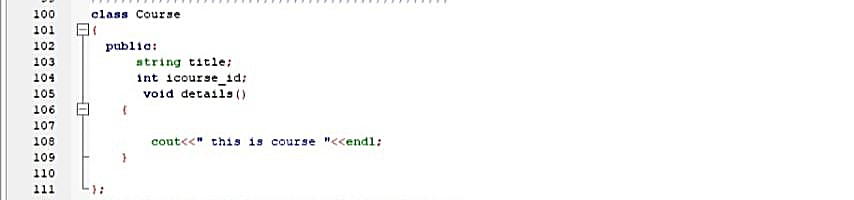 100 class Course
101 {
102 public:
103 string title;
104 int icourse_id;
105 void details()
106 {
107
108 cout<<" this is course "<<endl;
109 }
110
111 };